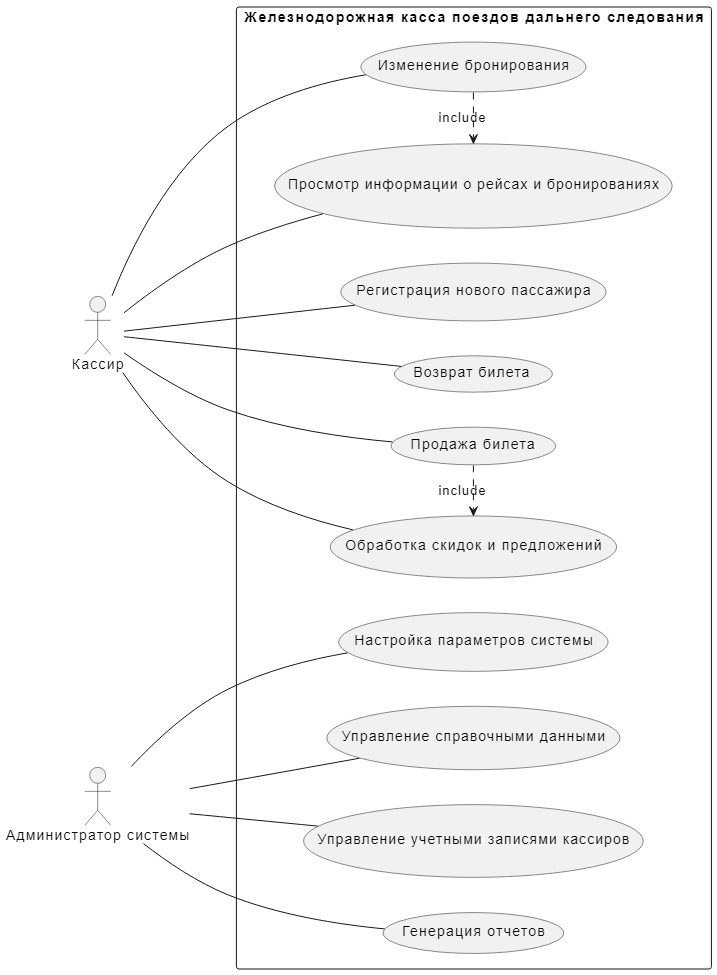 Железнодорожная касса поездов дальнего следования
Изменение бронирования
include
Просмотр информации о рейсах и бронированиях
Регистрация нового пассажира
Кассир
Возврат билета
Продажа билета
include
Обработка скидок и предложений
Настройка параметров системы
Управление справочными данными
Администратор системы
Управление учетными записями кассиров
Генерация отчетов